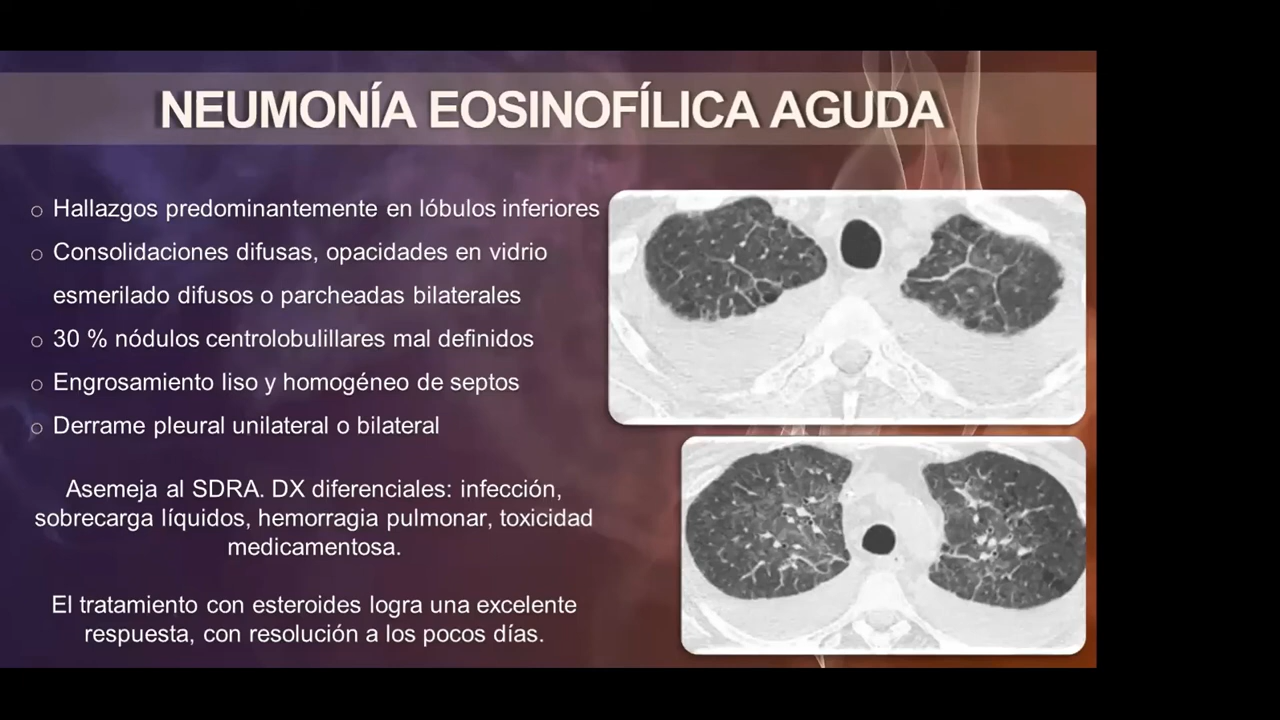 NEUMONÍA EOSINOFÍLICA AGUDA
o Hallazgos predominantemente en lóbulos inferiores
o Consolidaciones difusas, opacidades en vidrio
esmerilado difusos o parcheadas bilaterales
o 30 % nódulos centrolobulillares mal definidos
o Engrosamiento liso y homogéneo de septos
o Derrame pleural unilateral o bilateral
Asemeja al SDRA. DX diferenciales: infección,
sobrecarga líquidos, hemorragia pulmonar, toxicidad
medicamentosa.
El tratamiento con esteroides logra una excelente
respuesta, con resolución a los pocos días.